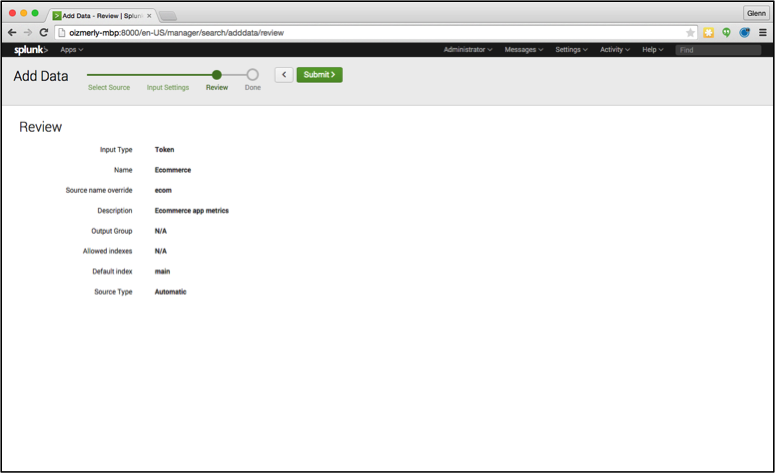 Add Data - Review | Splun
Glenn
oizmerly-mbp:8000/en-US/manager/search/adddata/review
splunk> Apps Administrator Messages Settings Activity Help Find
Add Data
Select Source Input Settings Review Done
< Submit >
Review
Input Type Token
Name Ecommerce
Source name override ecom
Description Ecommerce app metrics
Output Group N/A
Allowed indexes N/A
Default index main
Source Type Automatic